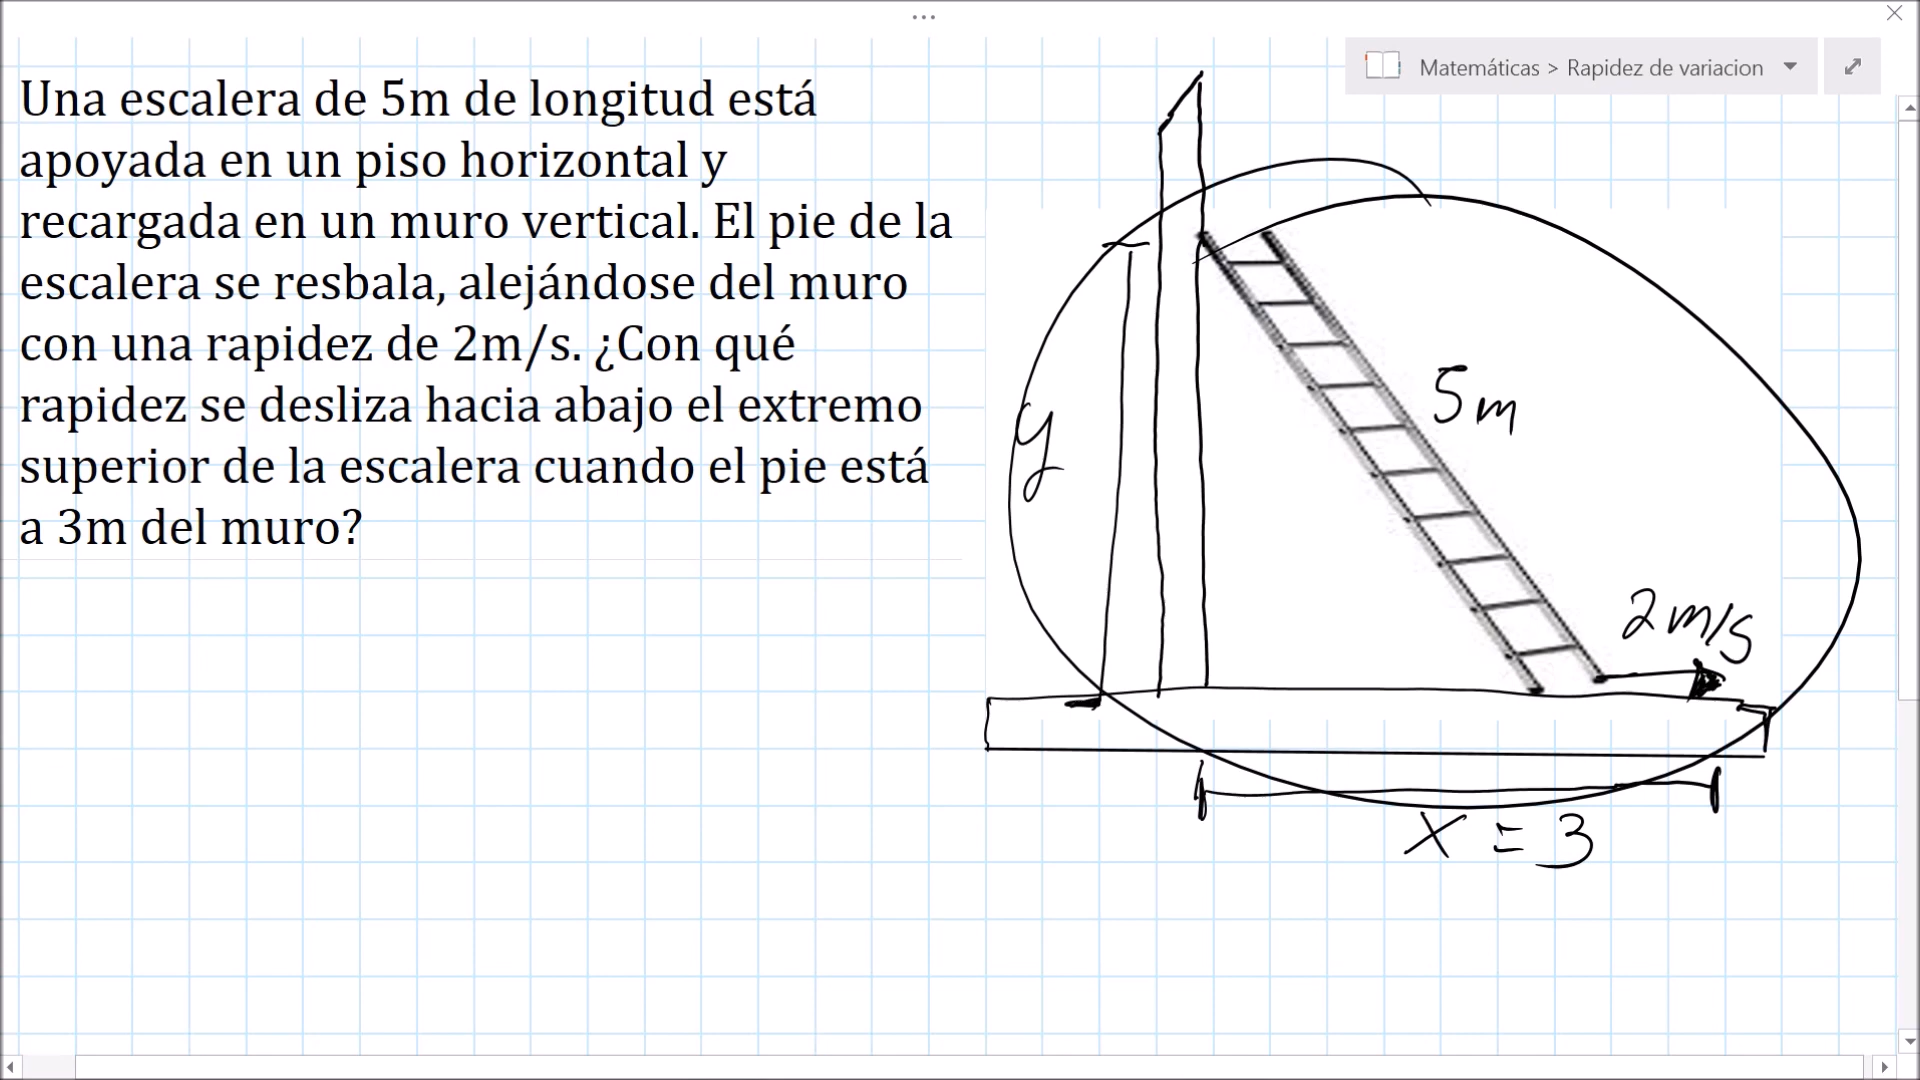 Matemáticas > Rapidez de variacion
Una escalera de 5m de longitud está
apoyada en un piso horizontal y
recargada en un muro vertical. El pie de la
escalera se resbala, alejándose del muro
con una rapidez de 2m/s. ¿Con qué
rapidez se desliza hacia abajo el extremo
superior de la escalera cuando el pie está
a 3m del muro?
5m
y
2m/s
x = 3